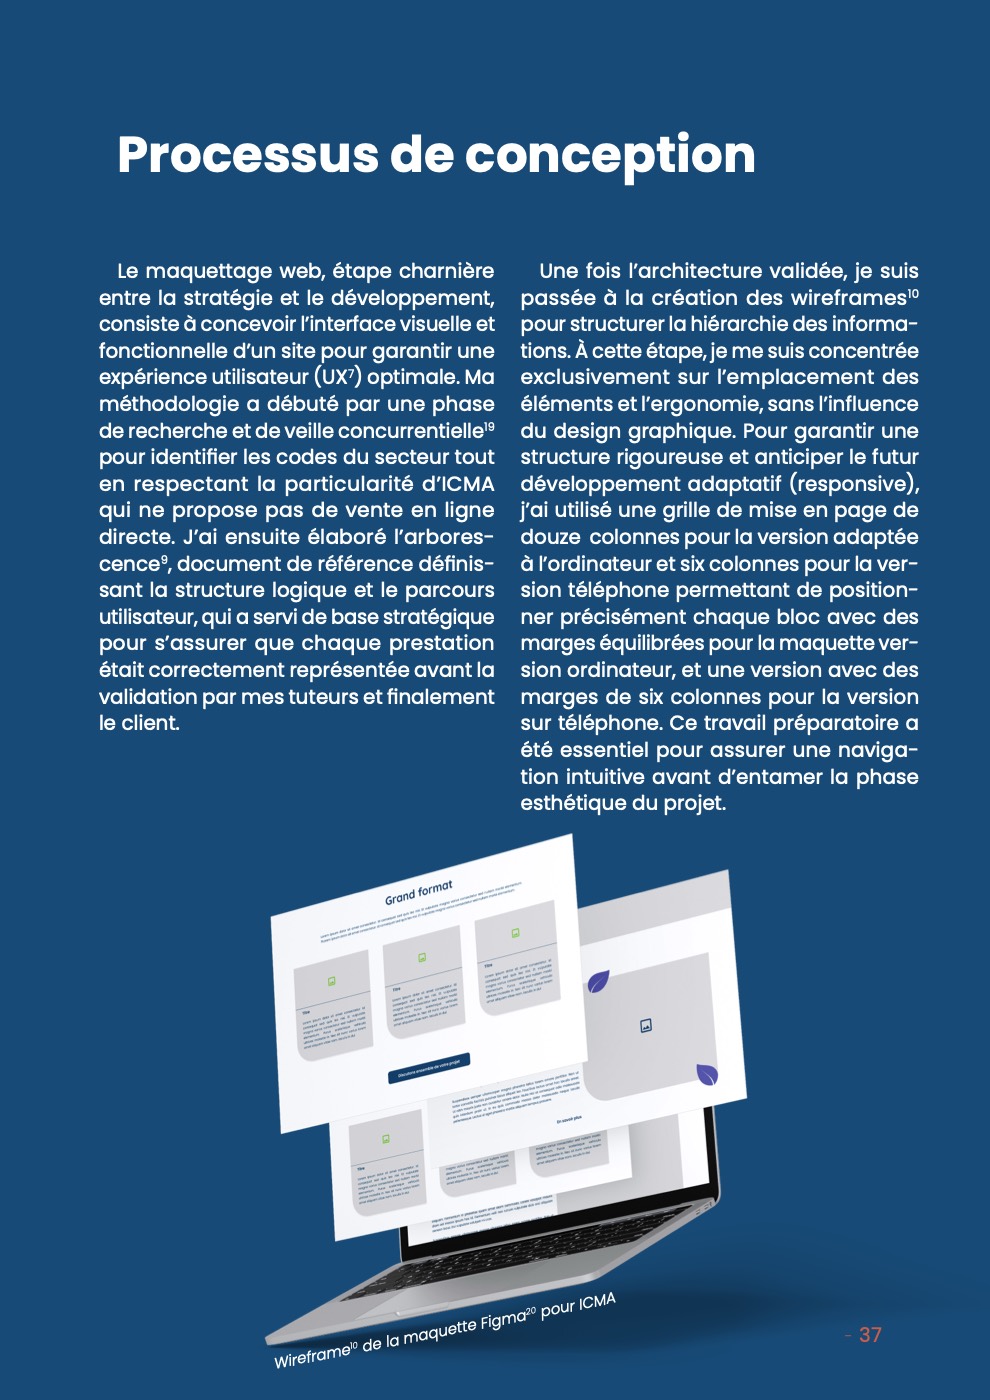 Processus de conception
Le maquettage web, étape charnière
entre la stratégie et le développement,
consiste à concevoir l'interface visuelle et
fonctionnelle d'un site pour garantir une
expérience utilisateur (UX⁷) optimale. Ma
méthodologie a débuté par une phase
de recherche et de veille concurrentielle¹⁹
pour identifier les codes du secteur tout
en respectant la particularité d'ICMA
qui ne propose pas de vente en ligne
directe. J'ai ensuite élaboré l'arbores-
cence⁹, document de référence définis-
sant la structure logique et le parcours
utilisateur, qui a servi de base stratégique
pour s'assurer que chaque prestation
était correctement représentée avant la
validation par mes tuteurs et finalement
le client.
Une fois l'architecture validée, je suis
passée à la création des wireframes¹⁰
pour structurer la hiérarchie des informa-
tions. À cette étape, je me suis concentrée
exclusivement sur l'emplacement des
éléments et l'ergonomie, sans l'influence
du design graphique. Pour garantir une
structure rigoureuse et anticiper le futur
développement adaptatif (responsive),
j'ai utilisé une grille de mise en page de
douze colonnes pour la version adaptée
à l'ordinateur et six colonnes pour la ver-
sion téléphone permettant de position-
ner précisément chaque bloc avec des
marges équilibrées pour la maquette ver-
sion ordinateur, et une version avec des
marges de six colonnes pour la version
sur téléphone. Ce travail préparatoire a
été essentiel pour assurer une naviga-
tion intuitive avant d'entamer la phase
esthétique du projet.
Grand format
Titre
Titre
Titre
Discutons ensemble de votre projet
En savoir plus
Titre
Wireframe¹⁰ de la maquette Figma²⁰ pour ICMA
- 37